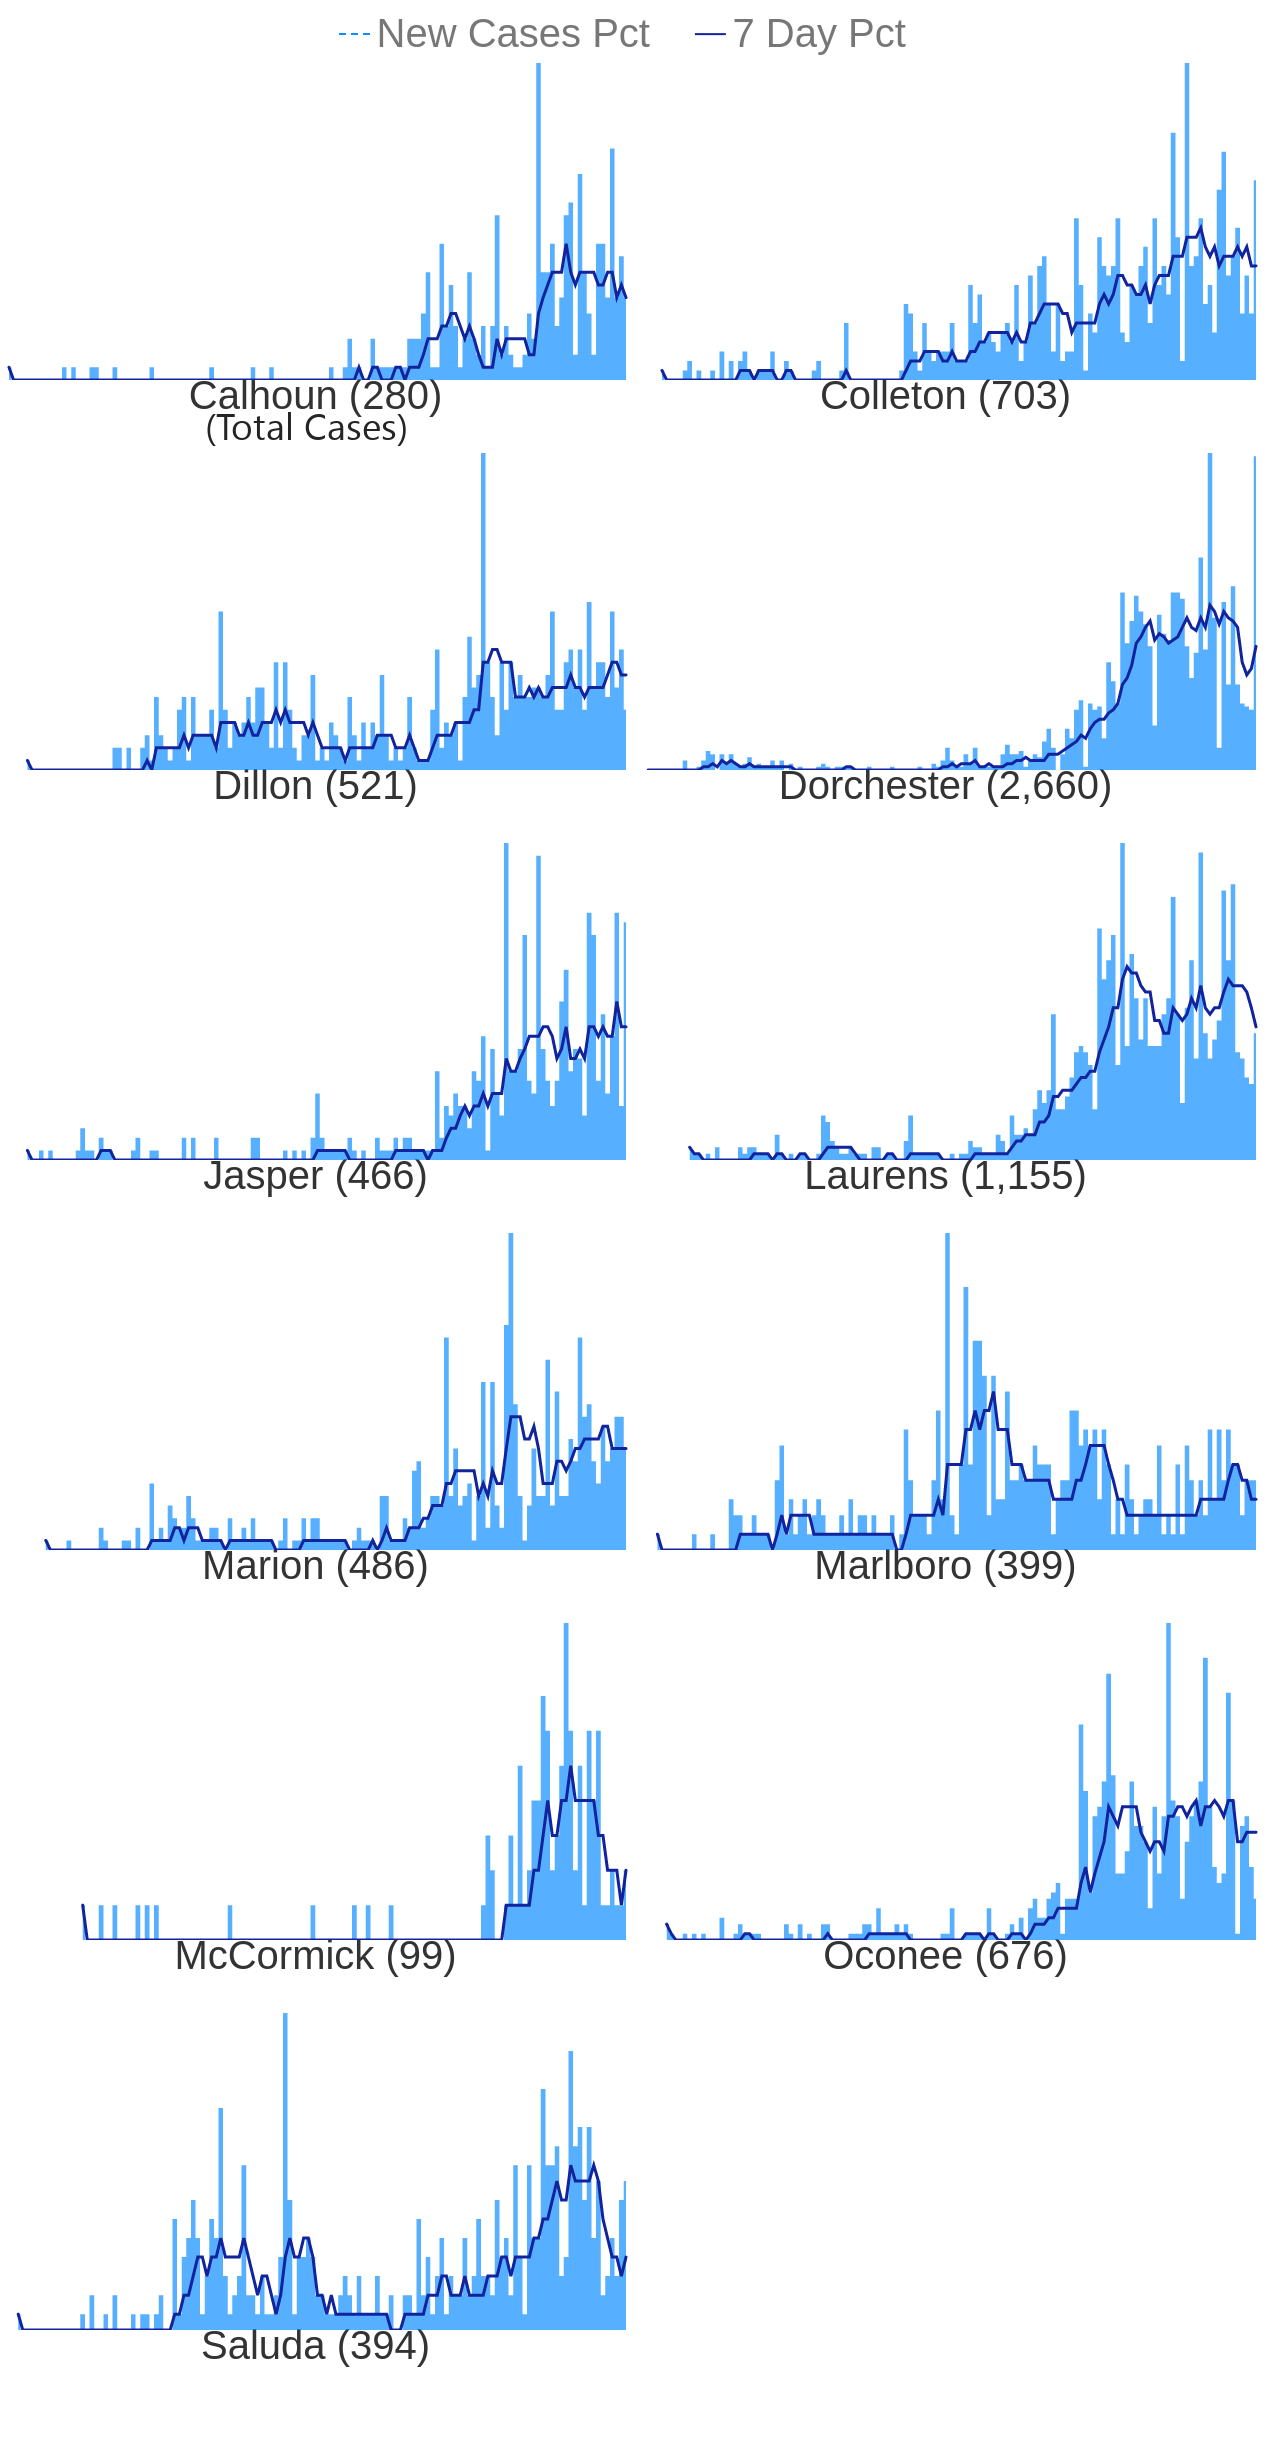 New Cases Pct 7 Day Pct
Calhoun (280) Colleton (703)
(Total Cases)
Dillon (521) Dorchester (2,660)
Jasper (466) Laurens (1,155)
Marion (486) Marlboro (399)
McCormick (99) Oconee (676)
Saluda (394)